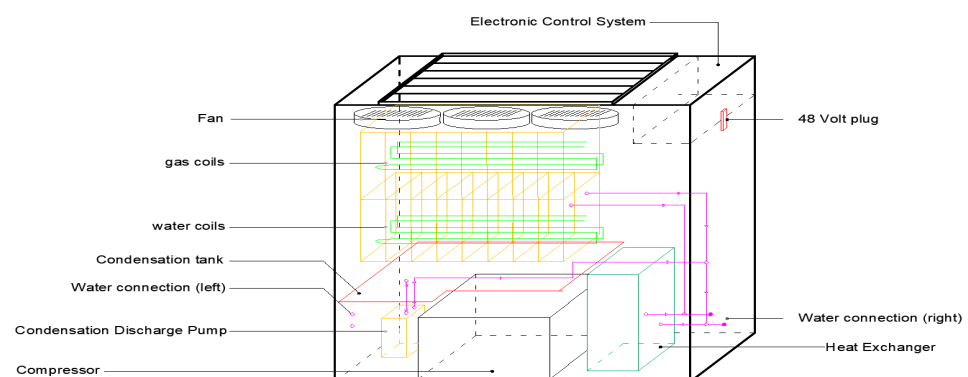 Electronic Control System
Fan
48 Volt plug
gas coils
water coils
Condensation tank
Water connection (left)
Condensation Discharge Pump
Water connection (right)
Heat Exchanger
Compressor